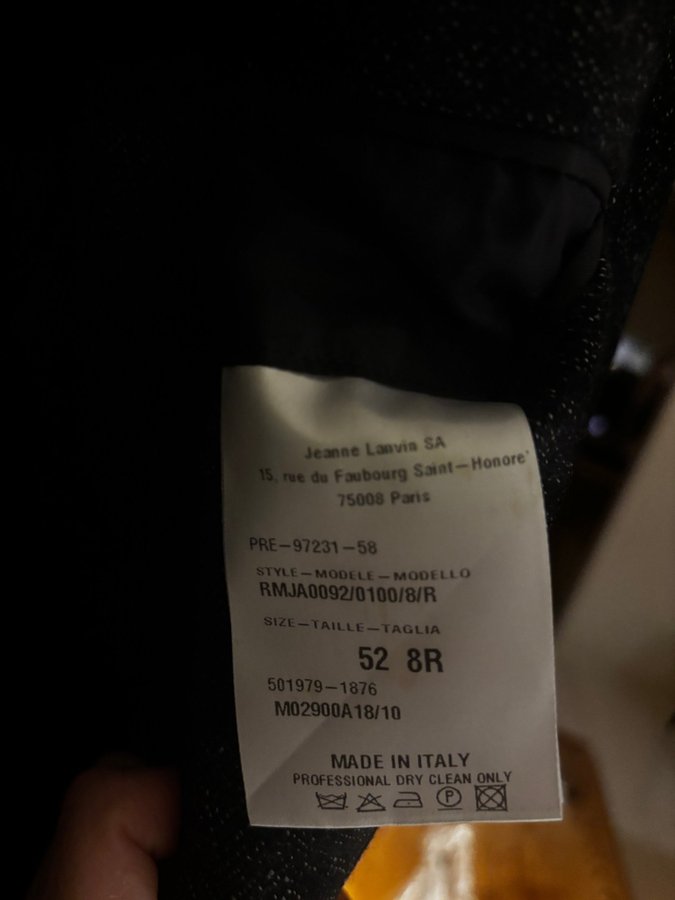 Jeanne Lanvin SA
15, rue du Faubourg Saint-Honore'
75008 Paris
PRE-97231-58
STYLE-MODELE-MODELLO
RMJA0092/0100/8/R
SIZE-TAILLE-TAGLIA
52 8R
501979-1876
M02900A18/10
MADE IN ITALY
PROFESSIONAL DRY CLEAN ONLY
P